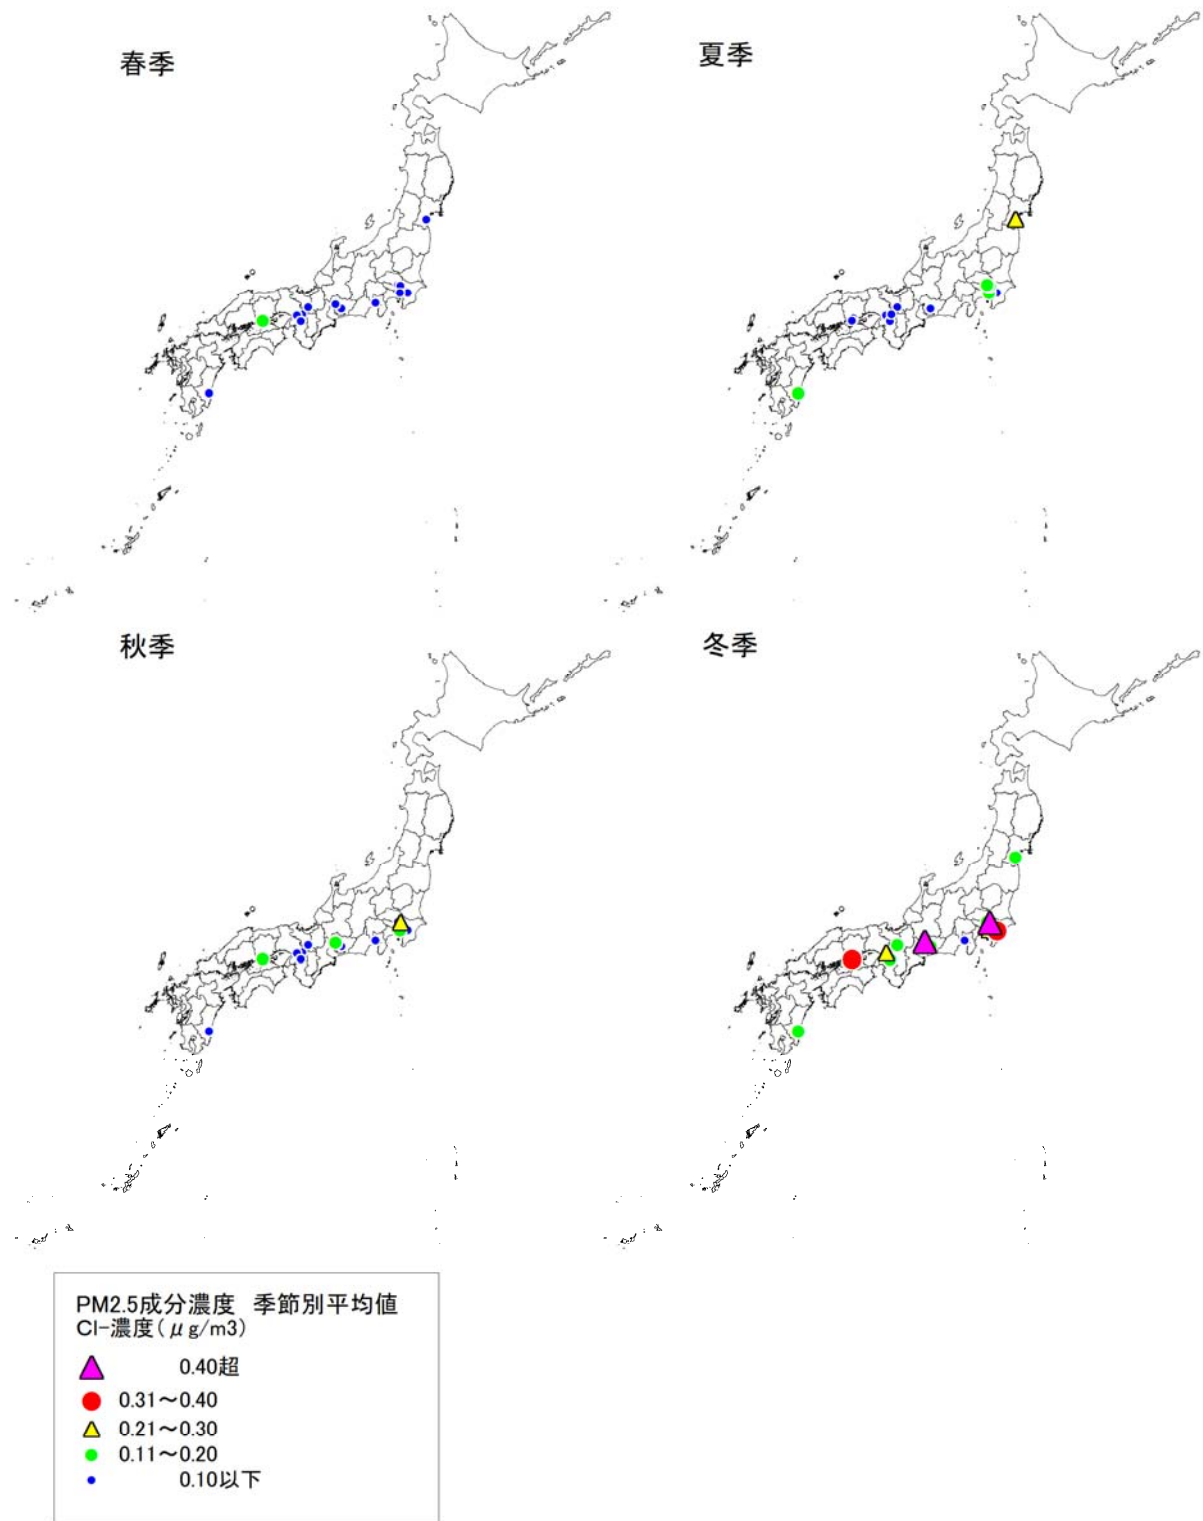 春季
夏季
秋季
冬季
PM2.5成分濃度 季節別平均値
Cl-濃度(μg/m3)
0.40超
0.31～0.40
0.21～0.30
0.11～0.20
0.10以下